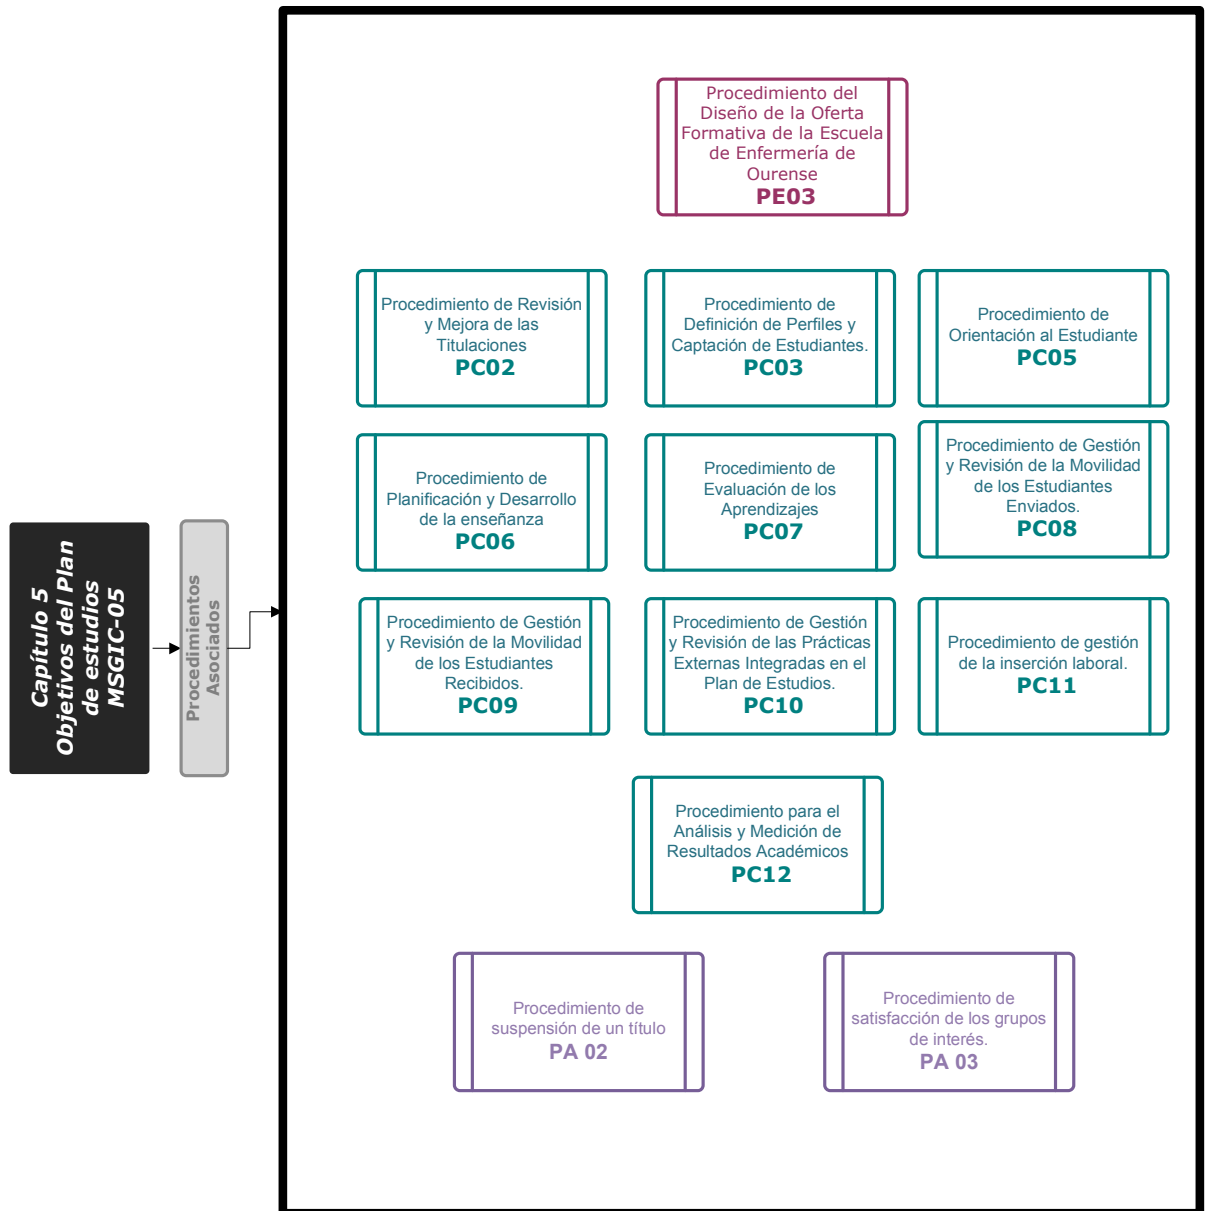 Capítulo 5
Objetivos del Plan
de estudios
MSGIC-05
Procedimientos
Asociados
Procedimiento del
Diseño de la Oferta
Formativa de la Escuela
de Enfermería de
Ourense
PE03
Procedimiento de Revisión
y Mejora de las
Titulaciones
PC02
Procedimiento de
Definición de Perfiles y
Captación de Estudiantes.
PC03
Procedimiento de
Orientación al Estudiante
PC05
Procedimiento de
Planificación y Desarrollo
de la enseñanza
PC06
Procedimiento de
Evaluación de los
Aprendizajes
PC07
Procedimiento de Gestión
y Revisión de la Movilidad
de los Estudiantes
Enviados.
PC08
Procedimiento de Gestión
y Revisión de la Movilidad
de los Estudiantes
Recibidos.
PC09
Procedimiento de Gestión
y Revisión de las Prácticas
Externas Integradas en el
Plan de Estudios.
PC10
Procedimiento de gestión
de la inserción laboral.
PC11
Procedimiento para el
Análisis y Medición de
Resultados Académicos
PC12
Procedimiento de
suspensión de un título
PA 02
Procedimiento de
satisfacción de los grupos
de interés.
PA 03